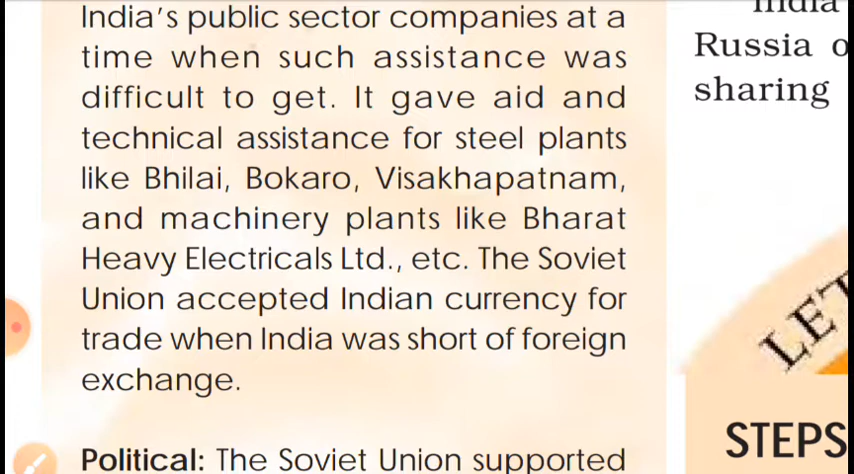 India's public sector companies at a
time when such assistance was
difficult to get. It gave aid and
technical assistance for steel plants
like Bhilai, Bokaro, Visakhapatnam,
and machinery plants like Bharat
Heavy Electricals Ltd., etc. The Soviet
Union accepted Indian currency for
trade when India was short of foreign
exchange.
Political: The Soviet Union supported
Russia
sharing
LET
STEPS